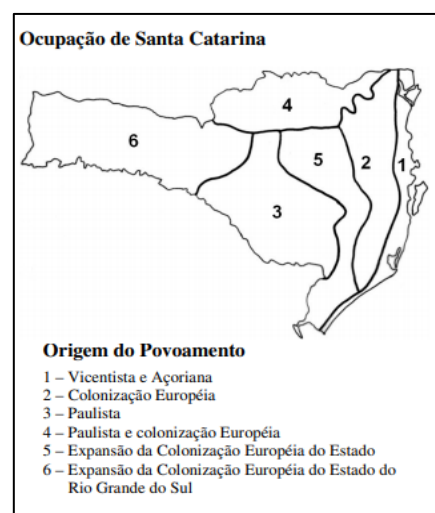 Ocupação de Santa Catarina
4
6
5
2
1
3
Origem do Povoamento
1 – Vicentista e Açoriana
2 – Colonização Européia
3 – Paulista
4 – Paulista e colonização Européia
5 – Expansão da Colonização Européia do Estado
6 – Expansão da Colonização Européia do Estado do
Rio Grande do Sul